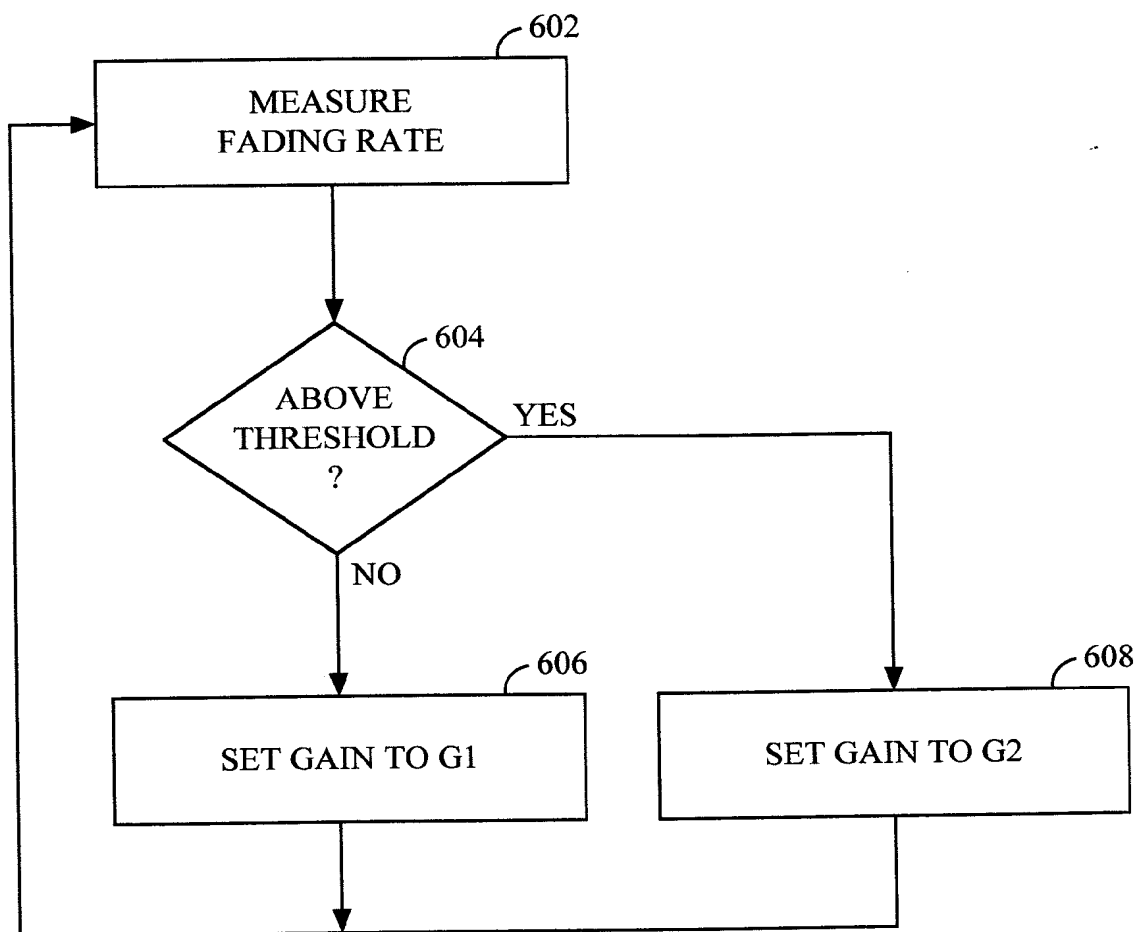 602
MEASURE
FADING RATE
604
ABOVE
THRESHOLD
?
YES
NO
606
SET GAIN TO G1
608
SET GAIN TO G2